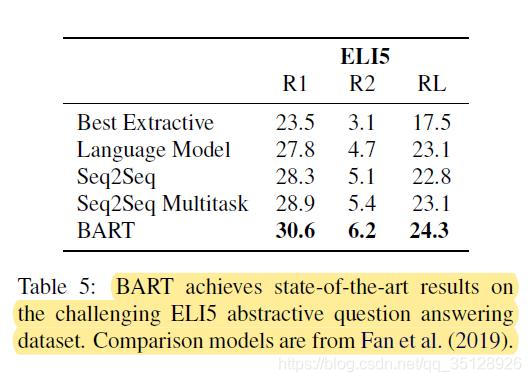 ELI5
R1 R2 RL
Best Extractive 23.5 3.1 17.5
Language Model 27.8 4.7 23.1
Seq2Seq 28.3 5.1 22.8
Seq2Seq Multitask 28.9 5.4 23.1
BART 30.6 6.2 24.3
Table 5: BART achieves state-of-the-art results on
the challenging ELI5 abstractive question answering
dataset. Comparison models are from Fan et al. (2019).
https://blog.csdn.net/qq_35128926